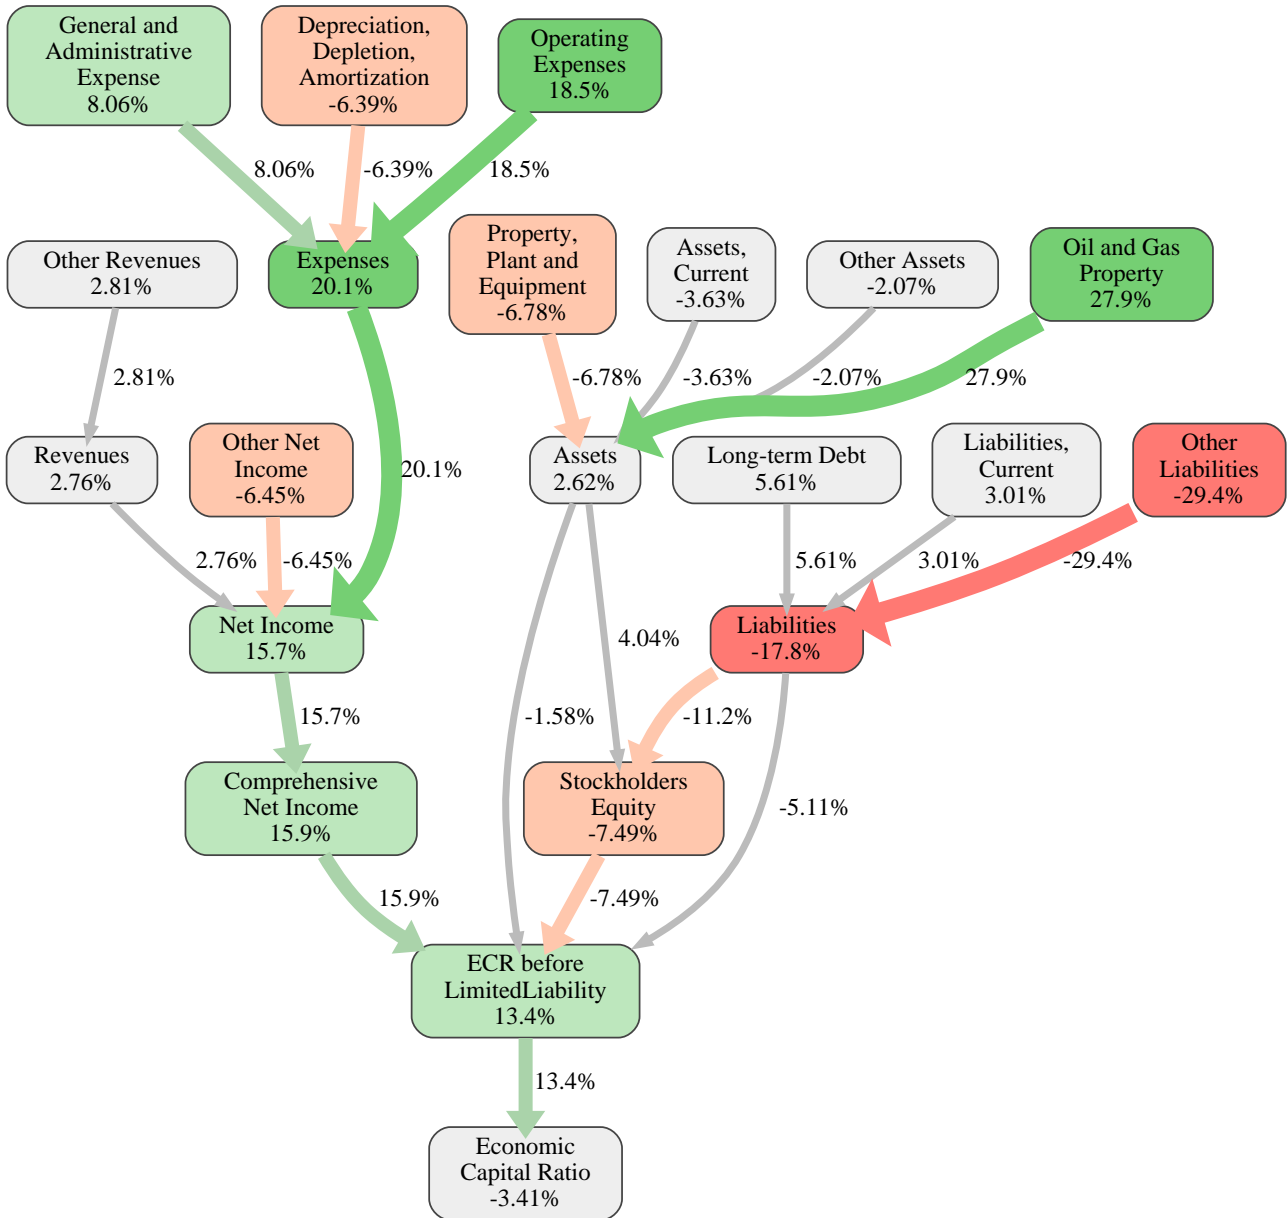 General and
Administrative
Expense
8.06%
Depreciation,
Depletion,
Amortization
-6.39%
Operating
Expenses
18.5%
8.06%
-6.39%
18.5%
Other Revenues
2.81%
Expenses
20.1%
Property,
Plant and
Equipment
-6.78%
Assets,
Current
-3.63%
Other Assets
-2.07%
Oil and Gas
Property
27.9%
2.81%
-6.78%
-3.63%
-2.07%
27.9%
Revenues
2.76%
Other Net
Income
-6.45%
20.1%
Assets
2.62%
Long-term Debt
5.61%
Liabilities,
Current
3.01%
Other
Liabilities
-29.4%
2.76%
-6.45%
5.61%
3.01%
-29.4%
Net Income
15.7%
4.04%
Liabilities
-17.8%
15.7%
-1.58%
-11.2%
Comprehensive
Net Income
15.9%
Stockholders
Equity
-7.49%
-5.11%
15.9%
-7.49%
ECR before
LimitedLiability
13.4%
13.4%
Economic
Capital Ratio
-3.41%